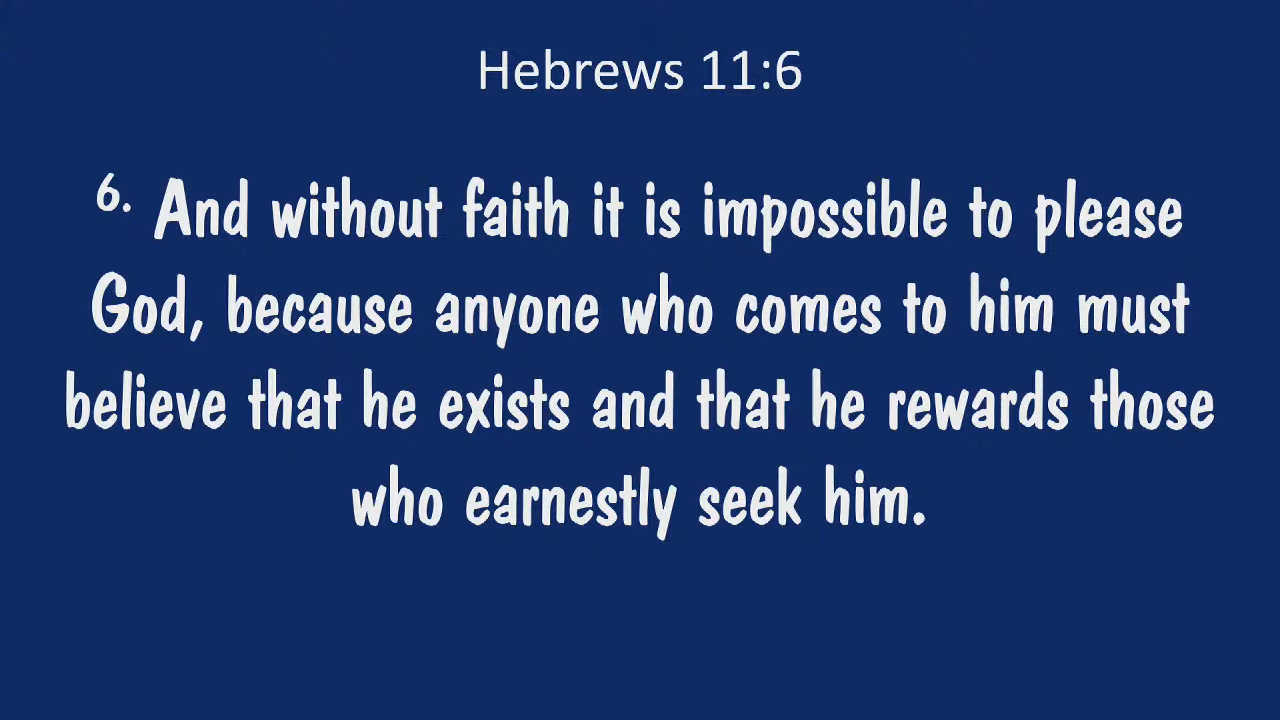 Hebrews 11:6
6. And without faith it is impossible to please
God, because anyone who comes to him must
believe that he exists and that he rewards those
who earnestly seek him.